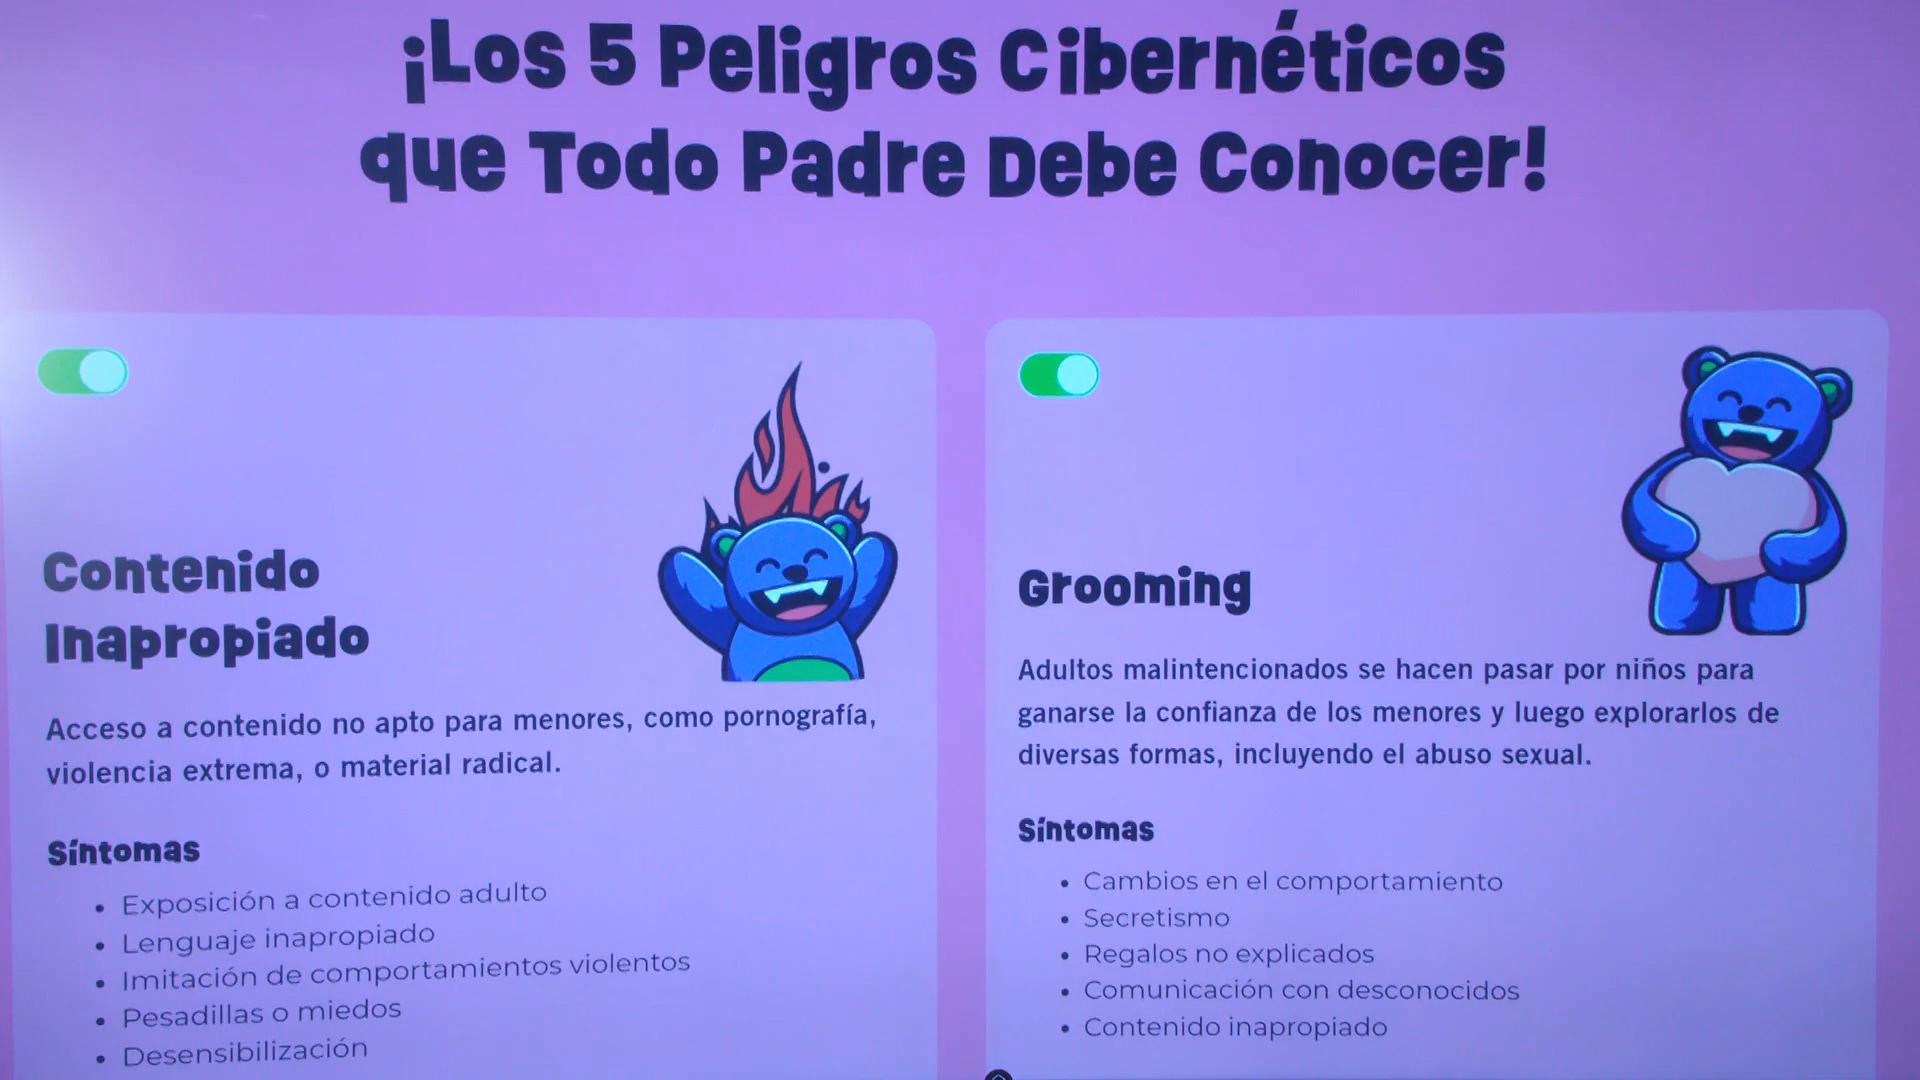 ¡Los 5 Peligros Cibernéticos
que Todo Padre Debe Conocer!
Contenido
Inapropiado
Acceso a contenido no apto para menores, como pornografía,
violencia extrema, o material radical.
Síntomas
• Exposición a contenido adulto
• Lenguaje inapropiado
• Imitación de comportamientos violentos
• Pesadillas o miedos
• Desensibilización
Grooming
Adultos malintencionados se hacen pasar por niños para
ganarse la confianza de los menores y luego explorarlos de
diversas formas, incluyendo el abuso sexual.
Síntomas
• Cambios en el comportamiento
• Secretismo
• Regalos no explicados
• Comunicación con desconocidos
• Contenido inapropiado